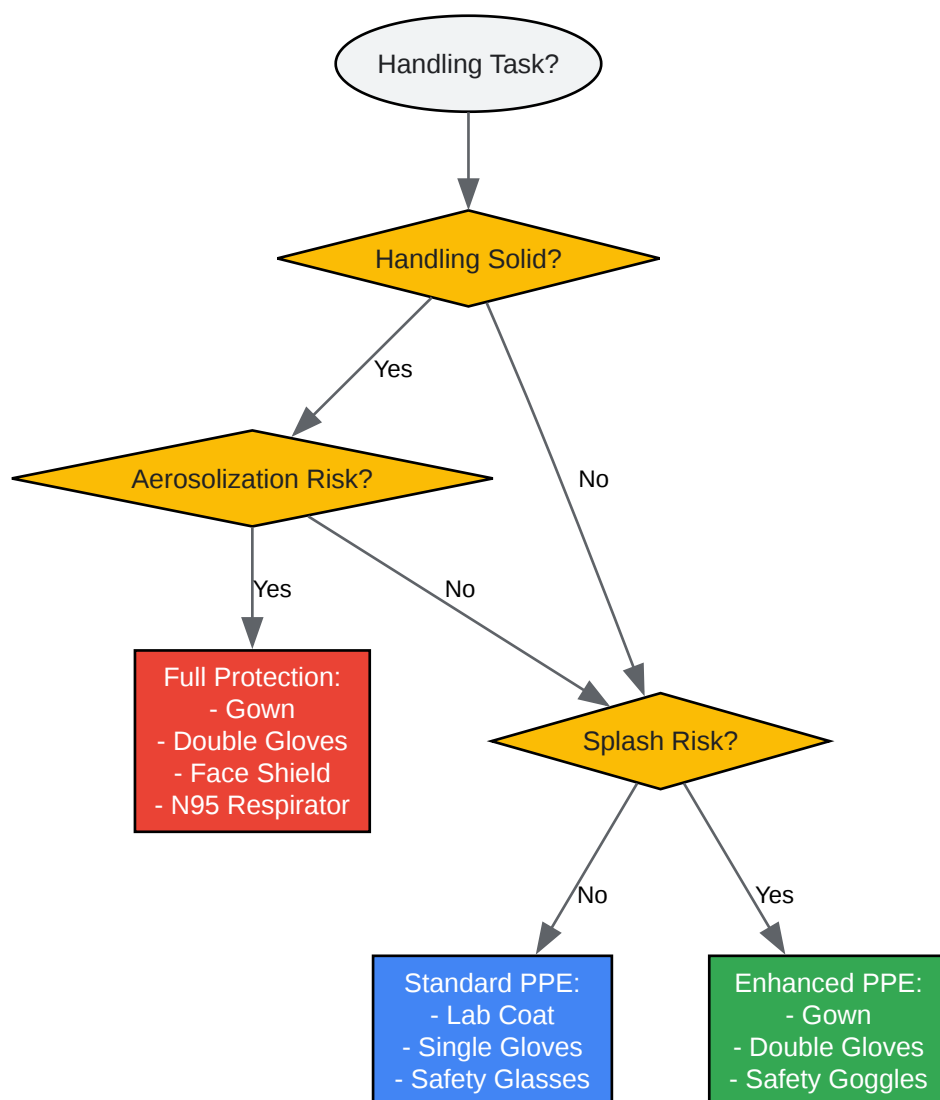 Handling Task?
Handling Solid?
Yes
No
Aerosolization Risk?
Yes
No
Full Protection:
- Gown
- Double Gloves
- Face Shield
- N95 Respirator
Splash Risk?
No
Yes
Standard PPE:
- Lab Coat
- Single Gloves
- Safety Glasses
Enhanced PPE:
- Gown
- Double Gloves
- Safety Goggles